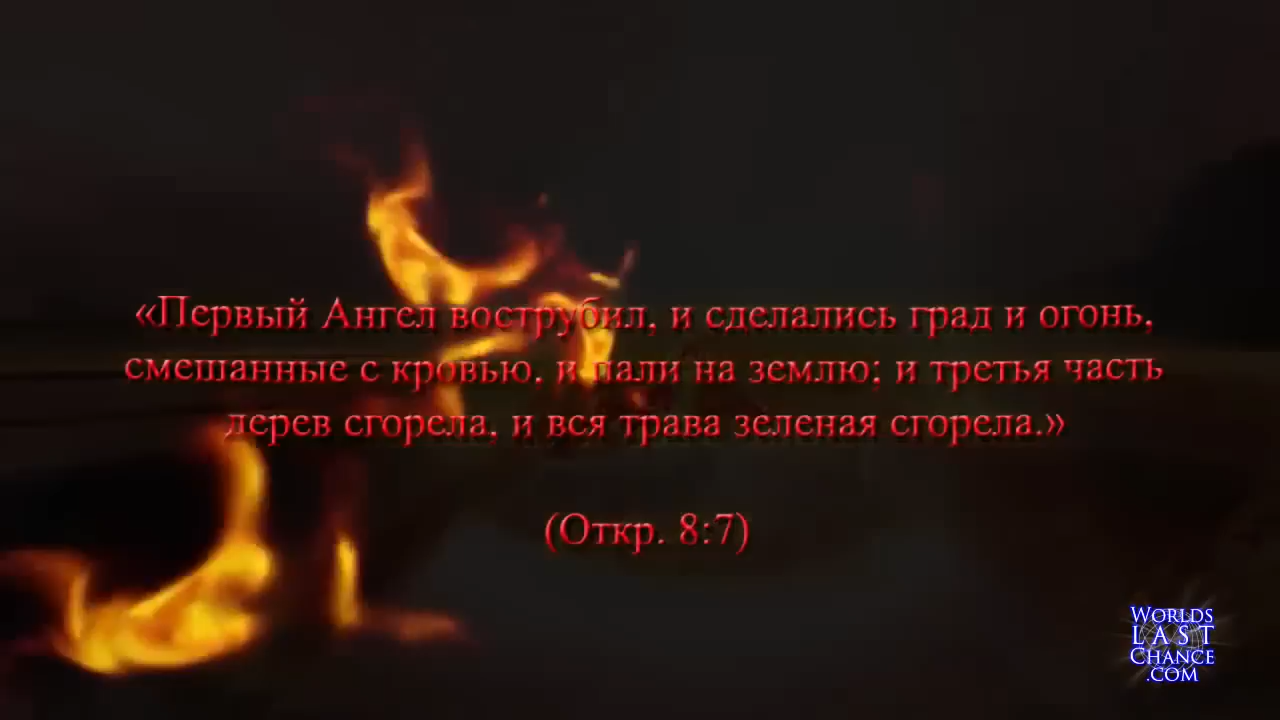 «Первый Ангел вострубил, и сделались град и огонь,
смешанные с кровью, и пали на землю; и третья часть
дерев сгорела, и вся трава зеленая сгорела.»
(Откр. 8:7)
WORLDS
LAST
CHANCE
.COM